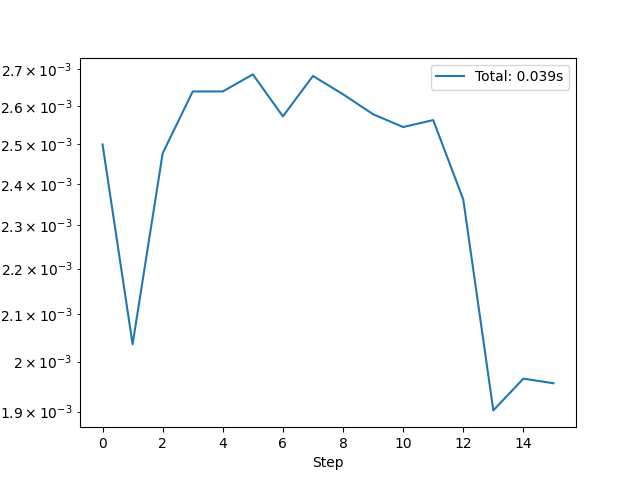 Total: 0.039s
2.7 × 10⁻³
2.6 × 10⁻³
2.5 × 10⁻³
2.4 × 10⁻³
2.3 × 10⁻³
2.2 × 10⁻³
2.1 × 10⁻³
2 × 10⁻³
1.9 × 10⁻³
0 2 4 6 8 10 12 14
Step